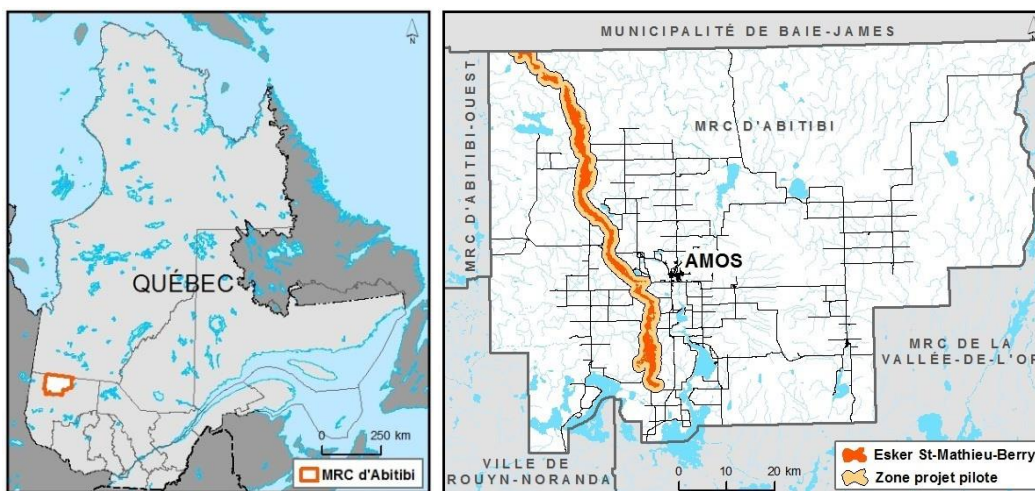 N
QUÉBEC
0 250 km
MRC d'Abitibi
MUNICIPALITÉ DE BAIE-JAMES
MRC D'ABITIBI-OUEST
MRC D'ABITIBI
AMOS
MRC DE LA
VALLÉE-DE-L'OR
VILLE DE
ROUYN-NORANDA
0 10 20 km
Esker St-Mathieu-Berry
Zone projet pilote